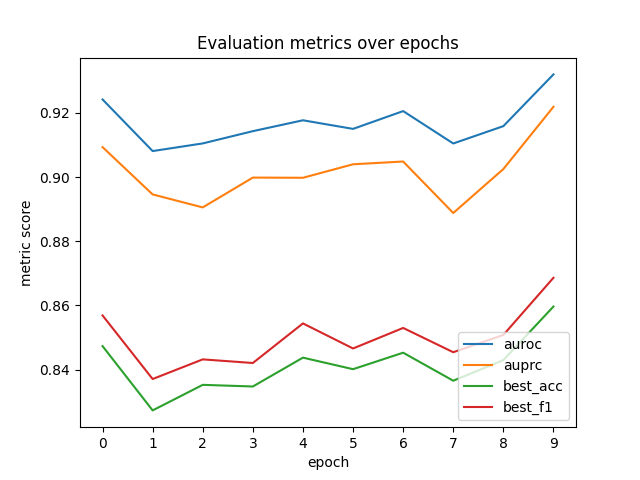 Evaluation metrics over epochs
metric score
0.92
0.90
0.88
0.86
0.84
auroc
auprc
best_acc
best_f1
0 1 2 3 4 5 6 7 8 9
epoch